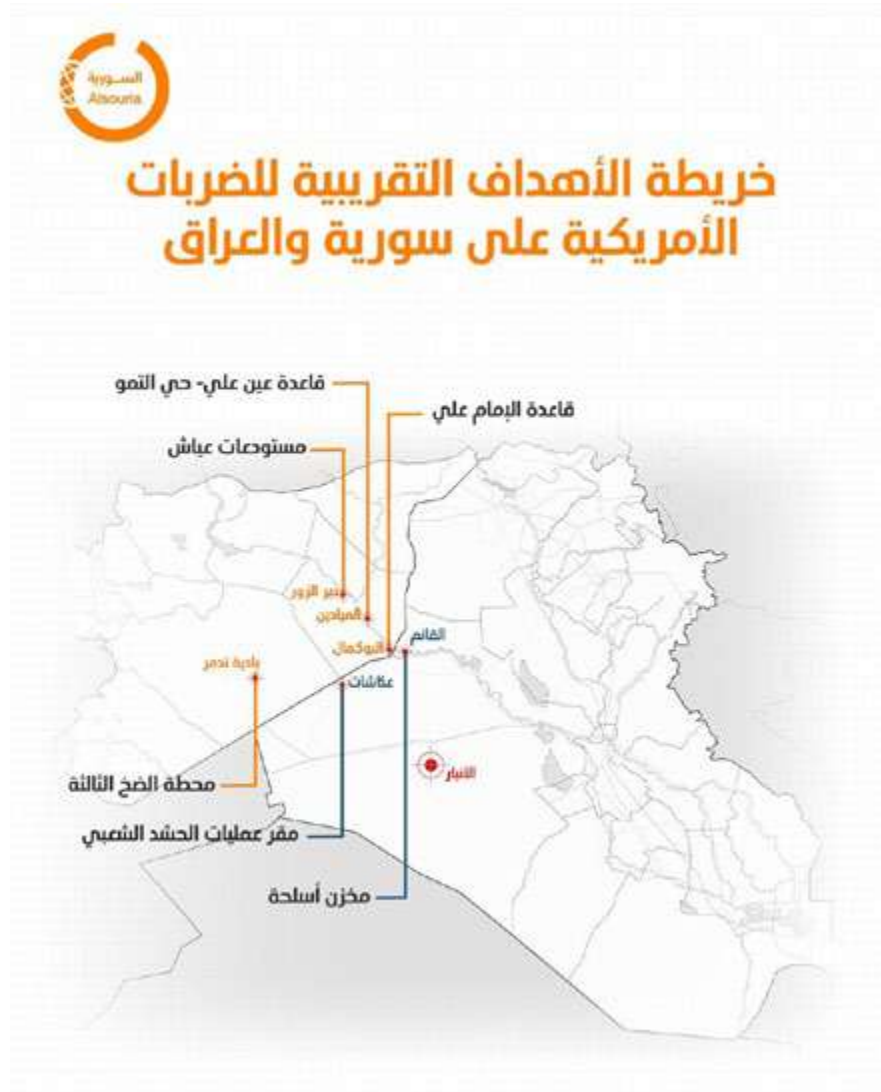 السـورية
Alsouria
خريطة الأهداف التقريبية للضربات
الأمريكية على سورية والعراق
قاعدة عين علي- حي التمو
قاعدة الإمام علي
مستودعات عياش
دير الزور
الميادين
القائم
البوكمال
بادية تدمر
عكاشات
الانبار
محطة الضخ الثالثة
مقر عمليات الحشد الشعبي
مخزن أسلحة